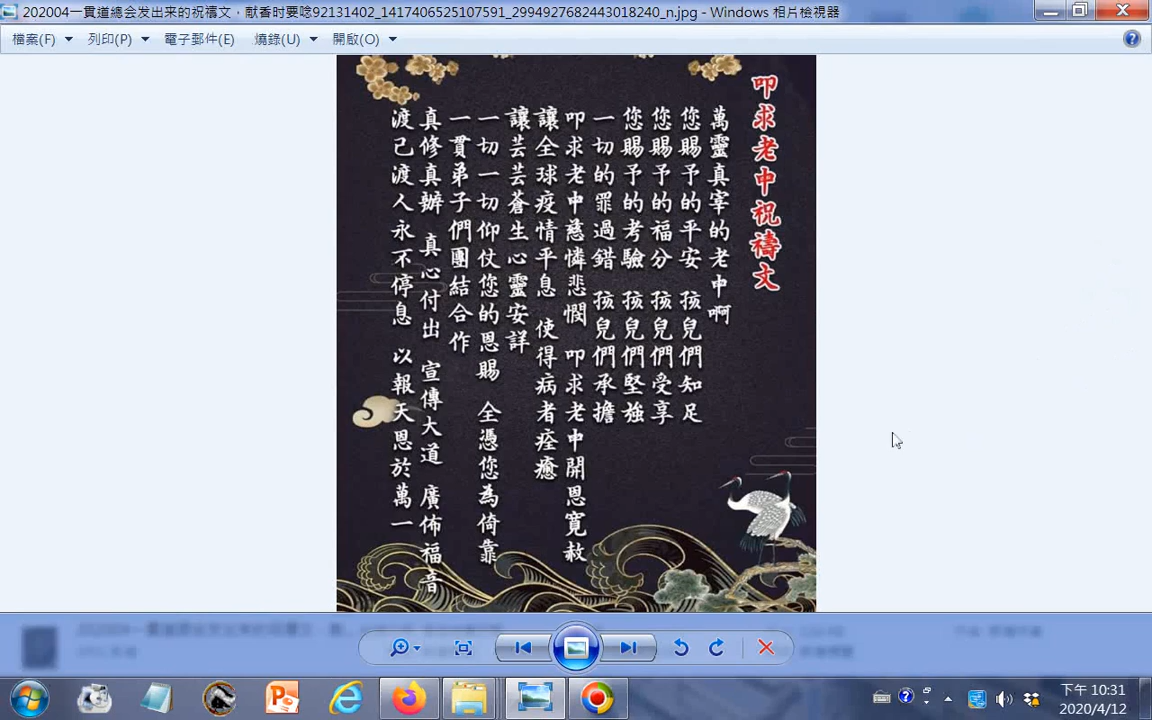 202004一貫道總会发出来的祝禱文，献香时要唸92131402_1417406525107591_2994927682443018240_n.jpg - Windows 相片檢視器
檔案(F) 列印(P) 電子郵件(E) 燒錄(U) 開啟(O)
叩求老中祝禱文
萬靈真宰的老中啊
您賜予的平安 孩兒們知足
您賜予的福分 孩兒們受享
您賜予的考驗 孩兒們堅強
一切的罪過錯 孩兒們承擔
叩求老中慈憐悲憫 叩求老中開恩寬赦
讓全球疫情平息 使得病者痊癒
讓芸芸蒼生心靈安詳
一切一切仰仗您的恩賜 全憑您為倚靠
一貫弟子們團結合作
真修真辦 真心付出 宣傳大道 廣佈福音
渡己渡人永不停息 以報天恩於萬一
下午 10:31
2020/4/12